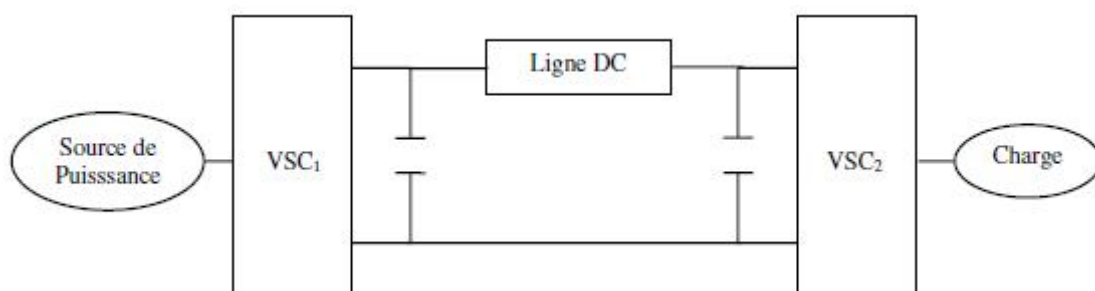 Ligne DC
Source de
Puisssance
VSC₁
VSC₂
Charge